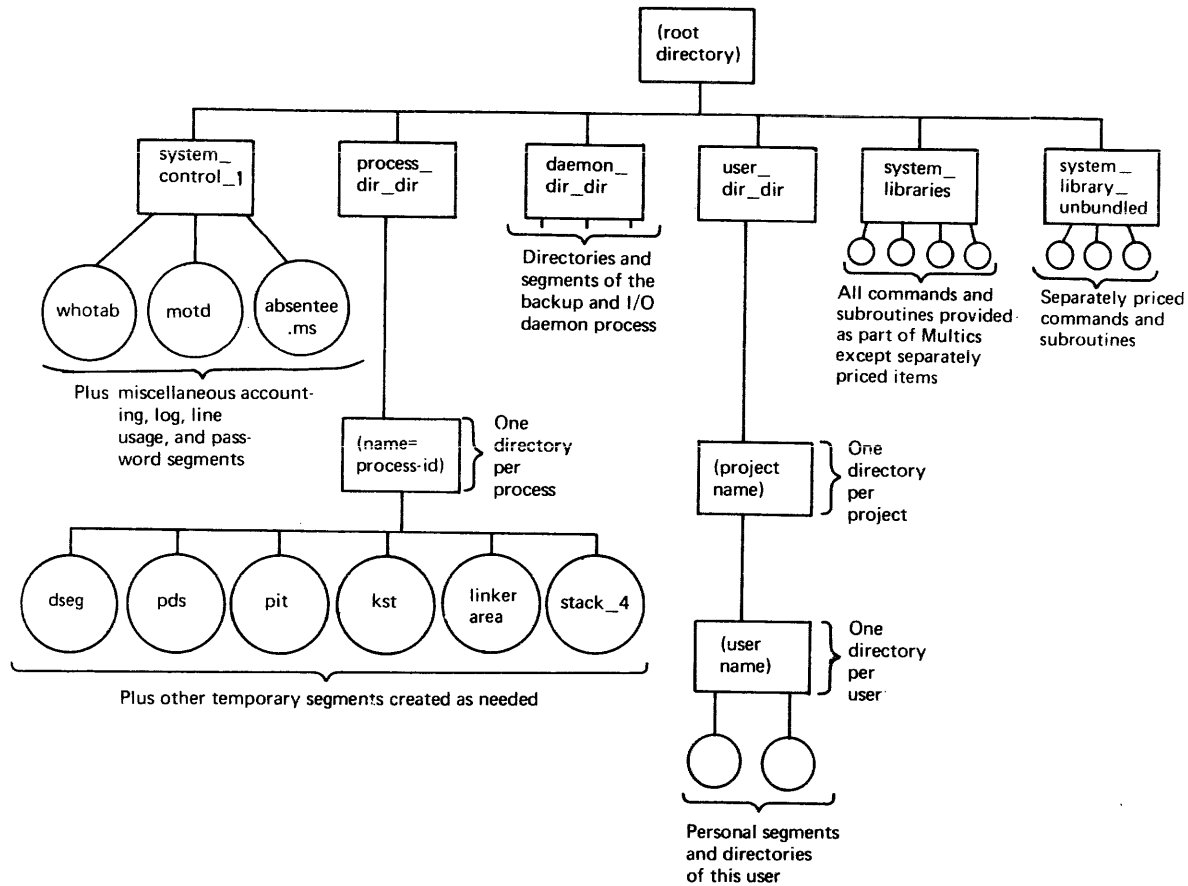 (root
directory)
system_
control_1
process_
dir_dir
daemon_
dir_dir
user_
dir_dir
system_
libraries
system_
library_
unbundled
whotab
motd
absentee
.ms
Plus miscellaneous account-
ing, log, line
usage, and pass-
word segments
Directories and
segments of the
backup and I/O
daemon process
All commands and
subroutines provided
as part of Multics
except separately
priced items
Separately priced
commands and
subroutines
(name=
process-id)
One
directory
per
process
(project
name)
One
directory
per
project
dseg
pds
pit
kst
linker
area
stack_4
Plus other temporary segments created as needed
(user
name)
One
directory
per
user
Personal segments
and directories
of this user